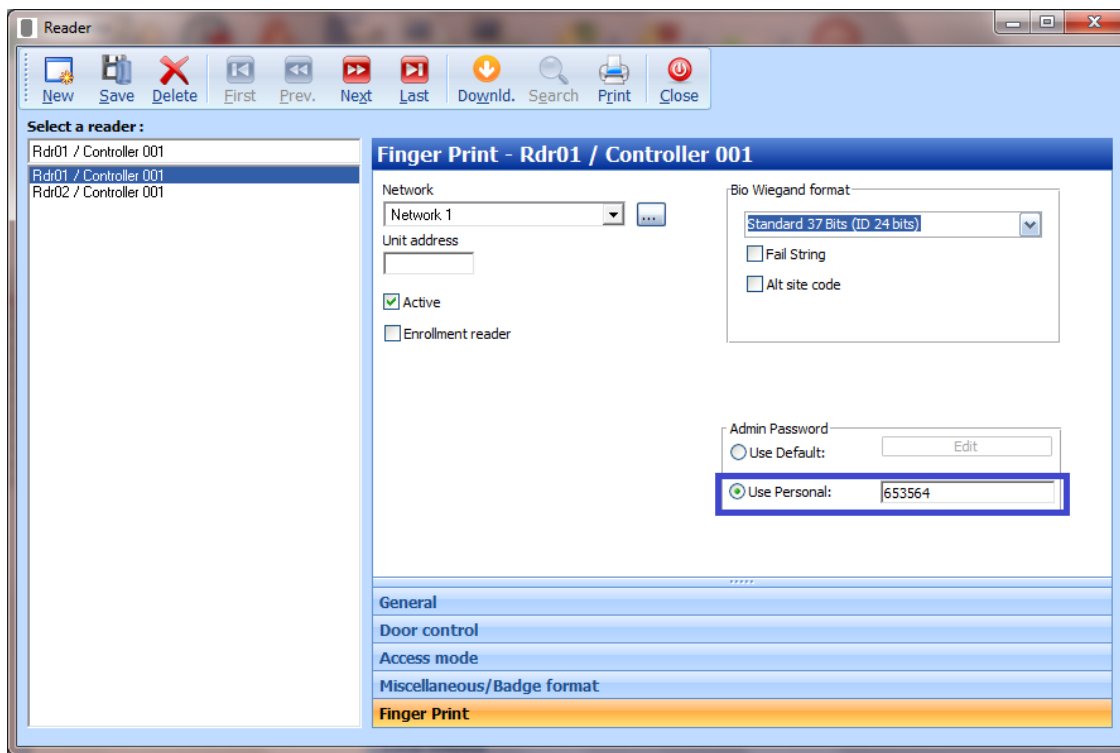 Reader
New Save Delete First Prev. Next Last Downld. Search Print Close
Select a reader :
Rdr01 / Controller 001
Rdr01 / Controller 001
Rdr02 / Controller 001
Finger Print - Rdr01 / Controller 001
Network
Network 1
...
Unit address
Active
Enrollment reader
Bio Wiegand format
Standard 37 Bits (ID 24 bits)
Fail String
Alt site code
Admin Password
Use Default:
Edit
Use Personal:
653564
General
Door control
Access mode
Miscellaneous/Badge format
Finger Print